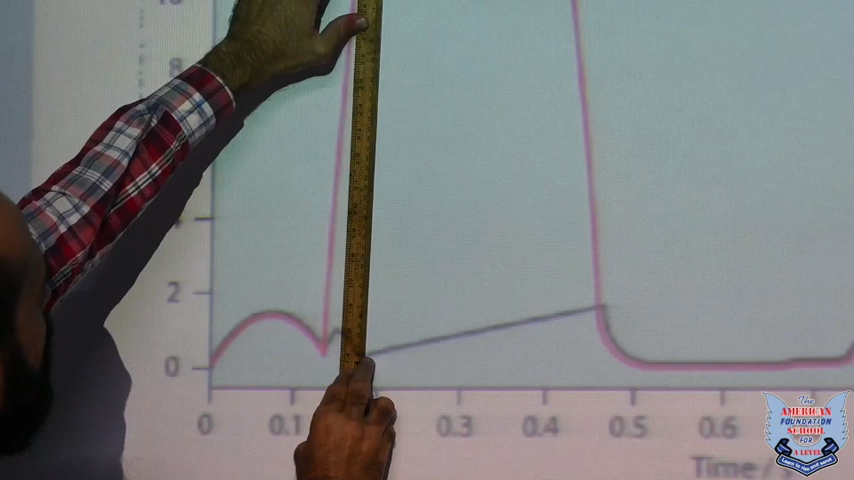 10
8
2
0
0
0.1
0.3
0.4
0.5
0.6
Time / s
The
AMERICAN
FOUNDATION
SCHOOL
FOR
A LEVEL